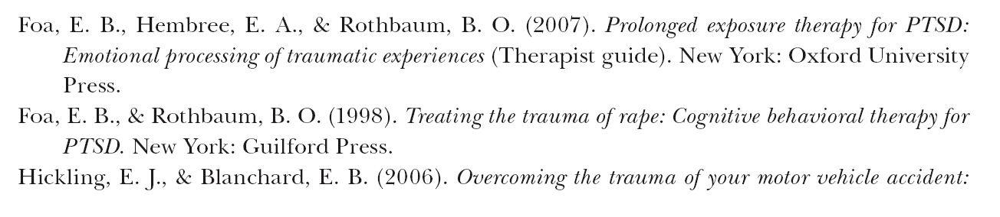 Foa, E. B., Hembree, E. A., & Rothbaum, B. O. (2007). Prolonged exposure therapy for PTSD:
Emotional processing of traumatic experiences (Therapist guide). New York: Oxford University
Press.
Foa, E. B., & Rothbaum, B. O. (1998). Treating the trauma of rape: Cognitive behavioral therapy for
PTSD. New York: Guilford Press.
Hickling, E. J., & Blanchard, E. B. (2006). Overcoming the trauma of your motor vehicle accident: